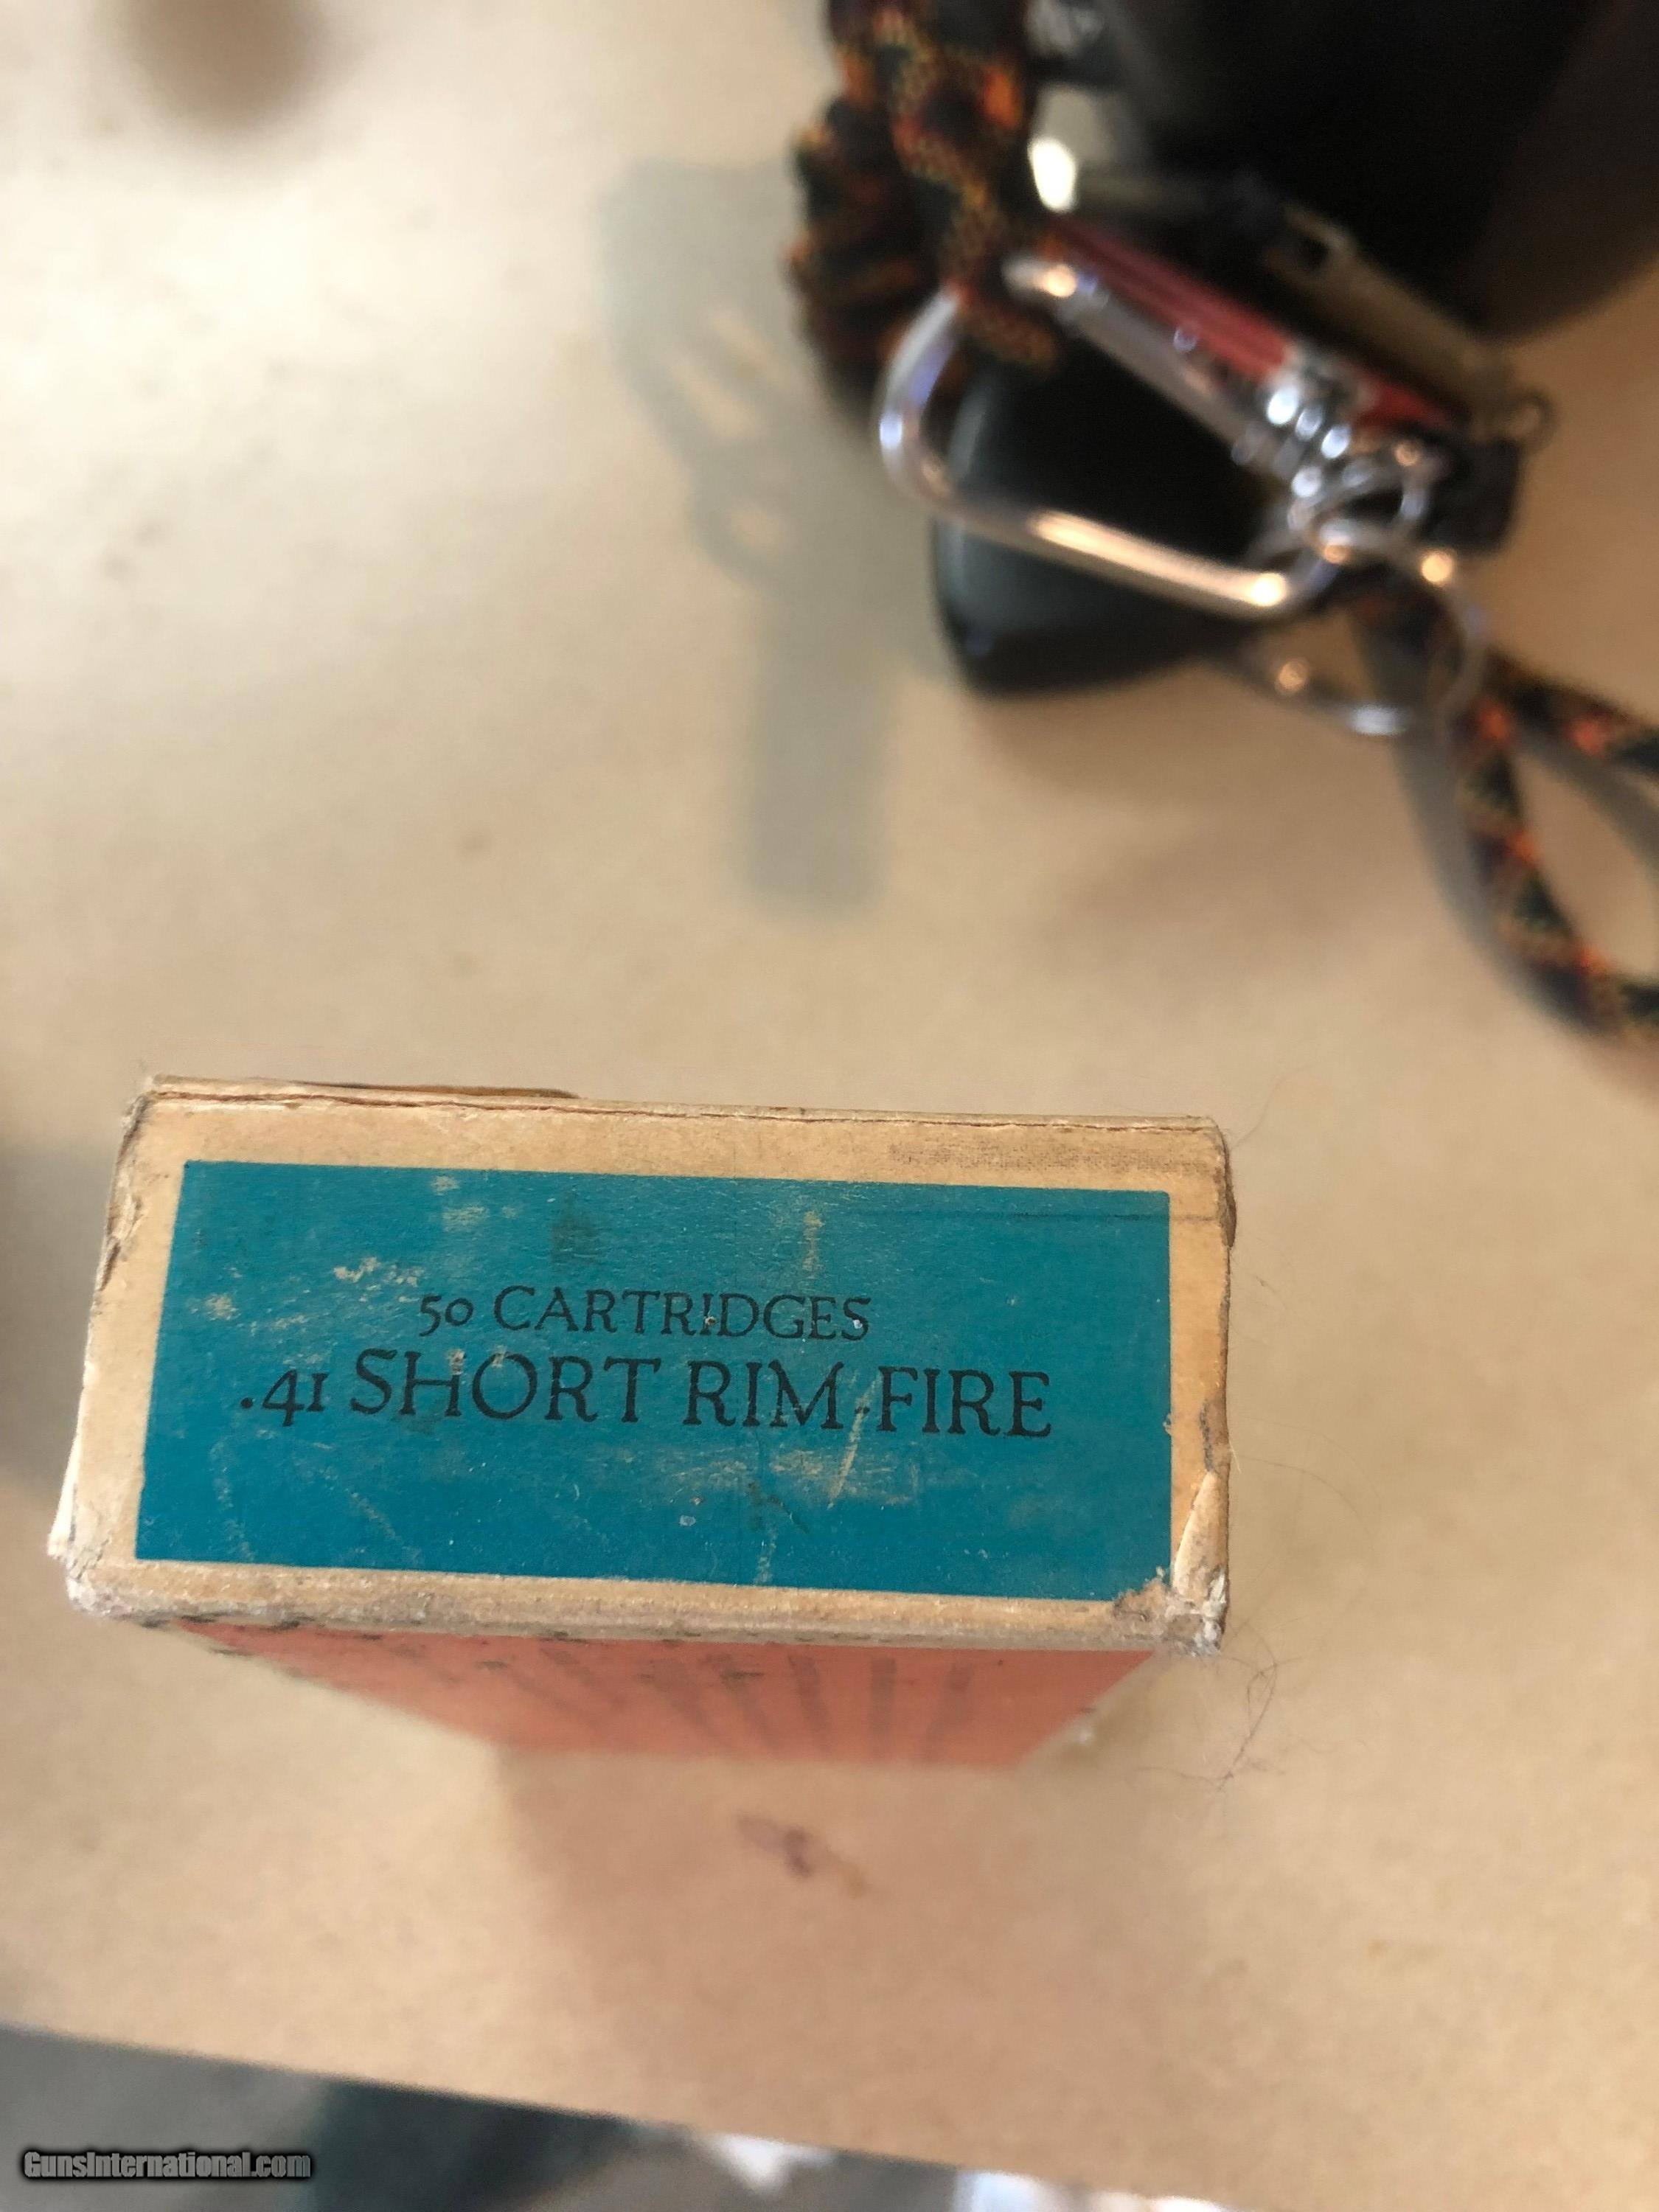 50 CARTRIDGES
.41 SHORT RIM-FIRE
GunsInternational.com